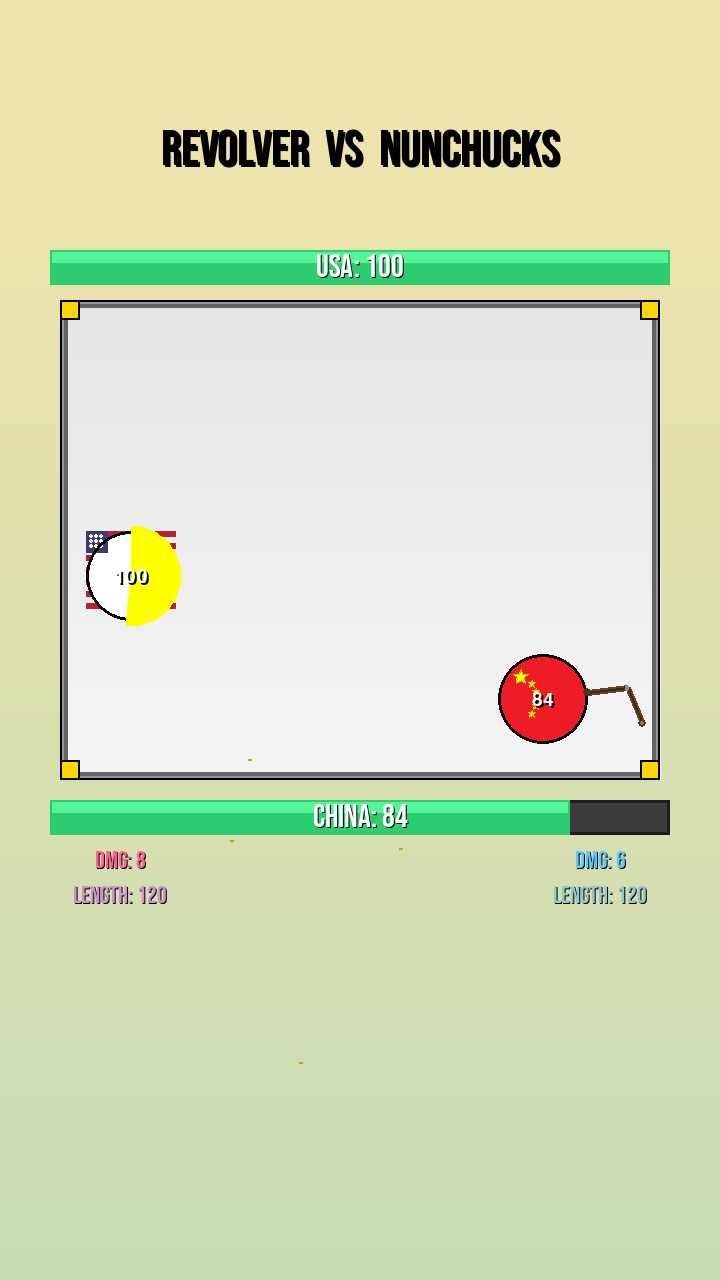 REVOLVER VS NUNCHUCKS
USA: 100
100
84
CHINA: 84
DMG: 8
DMG: 6
LENGTH: 120
LENGTH: 120